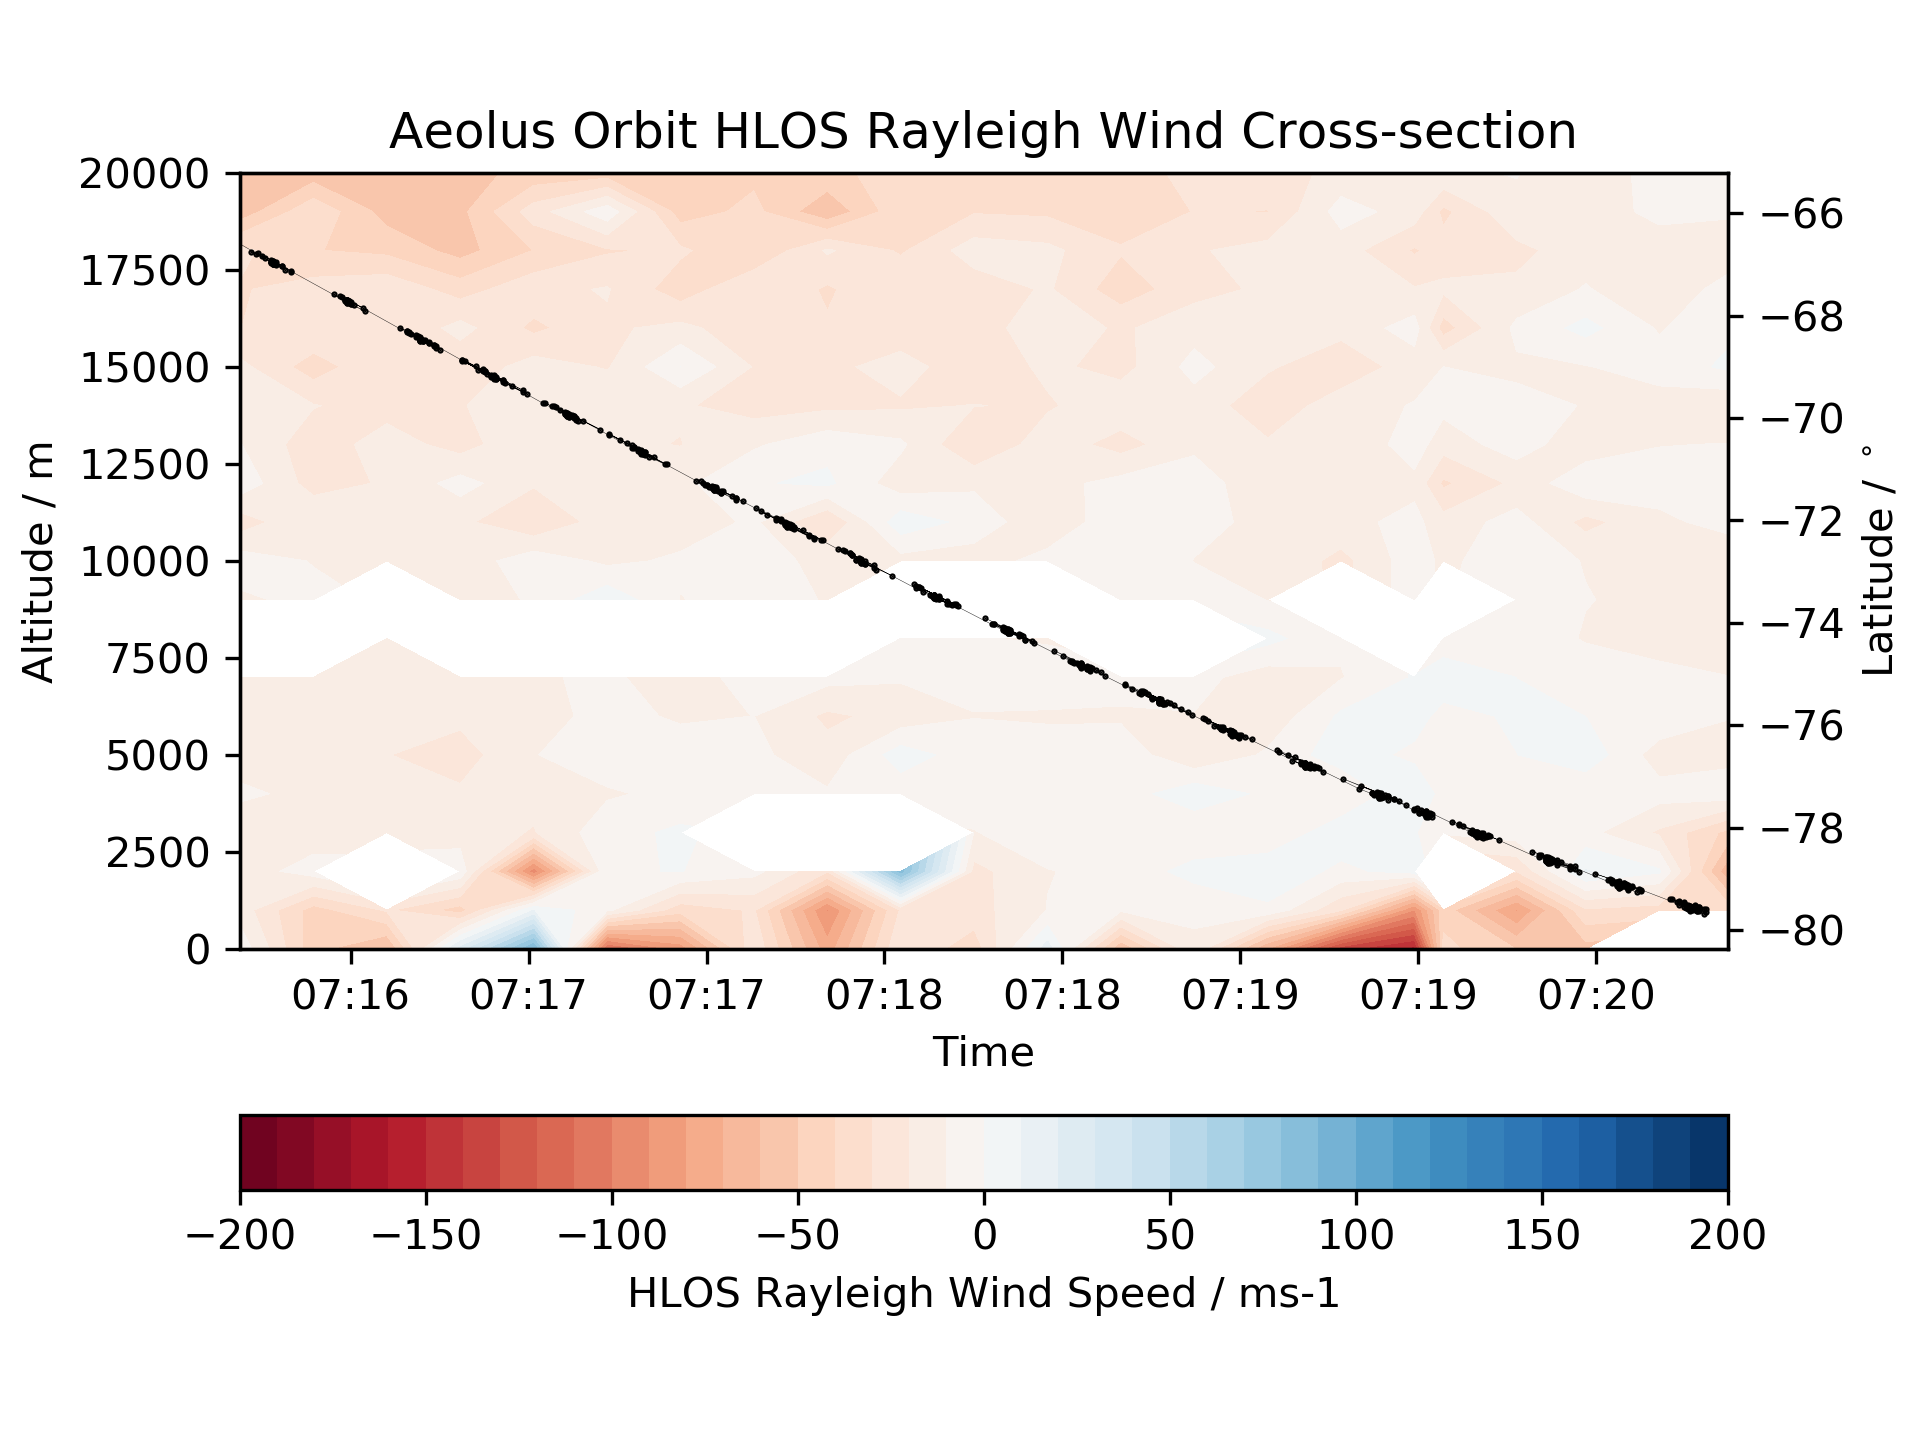 Aeolus Orbit HLOS Rayleigh Wind Cross-section
20000
17500
15000
12500
10000
7500
5000
2500
0
Altitude / m
−66
−68
−70
−72
−74
−76
−78
−80
Latitude / °
07:16 07:17 07:17 07:18 07:18 07:19 07:19 07:20
Time
−200 −150 −100 −50 0 50 100 150 200
HLOS Rayleigh Wind Speed / ms-1